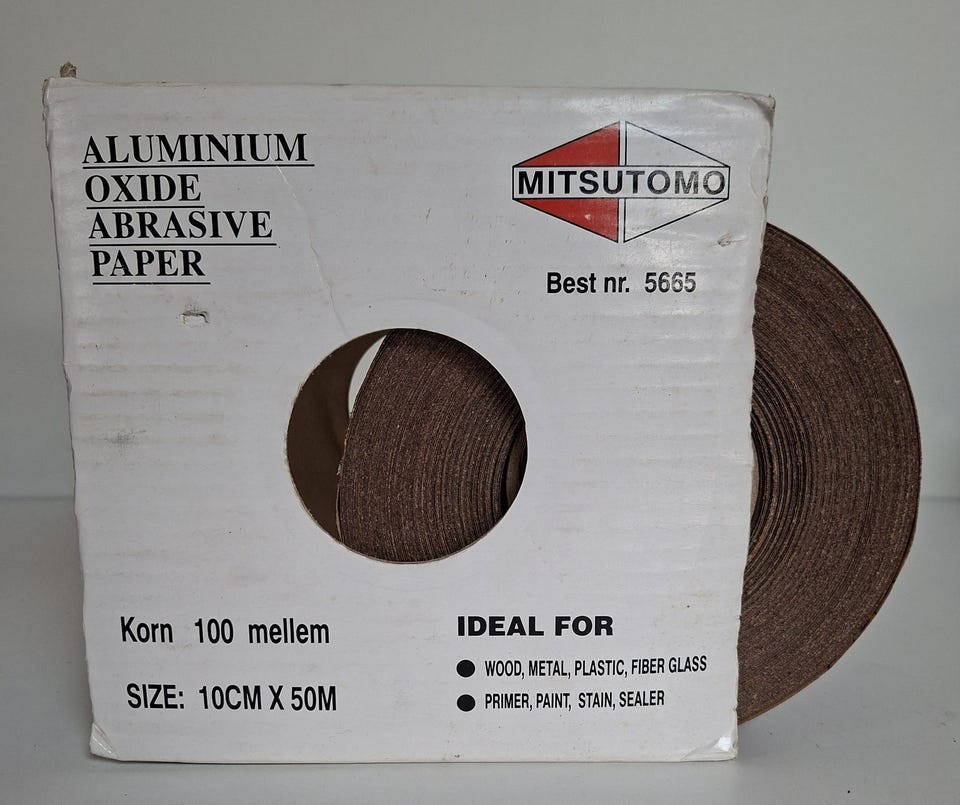 ALUMINIUM
OXIDE
ABRASIVE
PAPER
MITSUTOMO
Best nr. 5665
Korn 100 mellem
SIZE: 10CM X 50M
IDEAL FOR
● WOOD, METAL, PLASTIC, FIBER GLASS
● PRIMER, PAINT, STAIN, SEALER